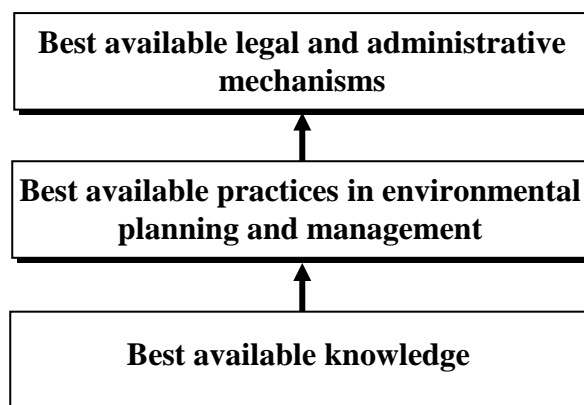 Best available legal and administrative
mechanisms
Best available practices in environmental
planning and management
Best available knowledge